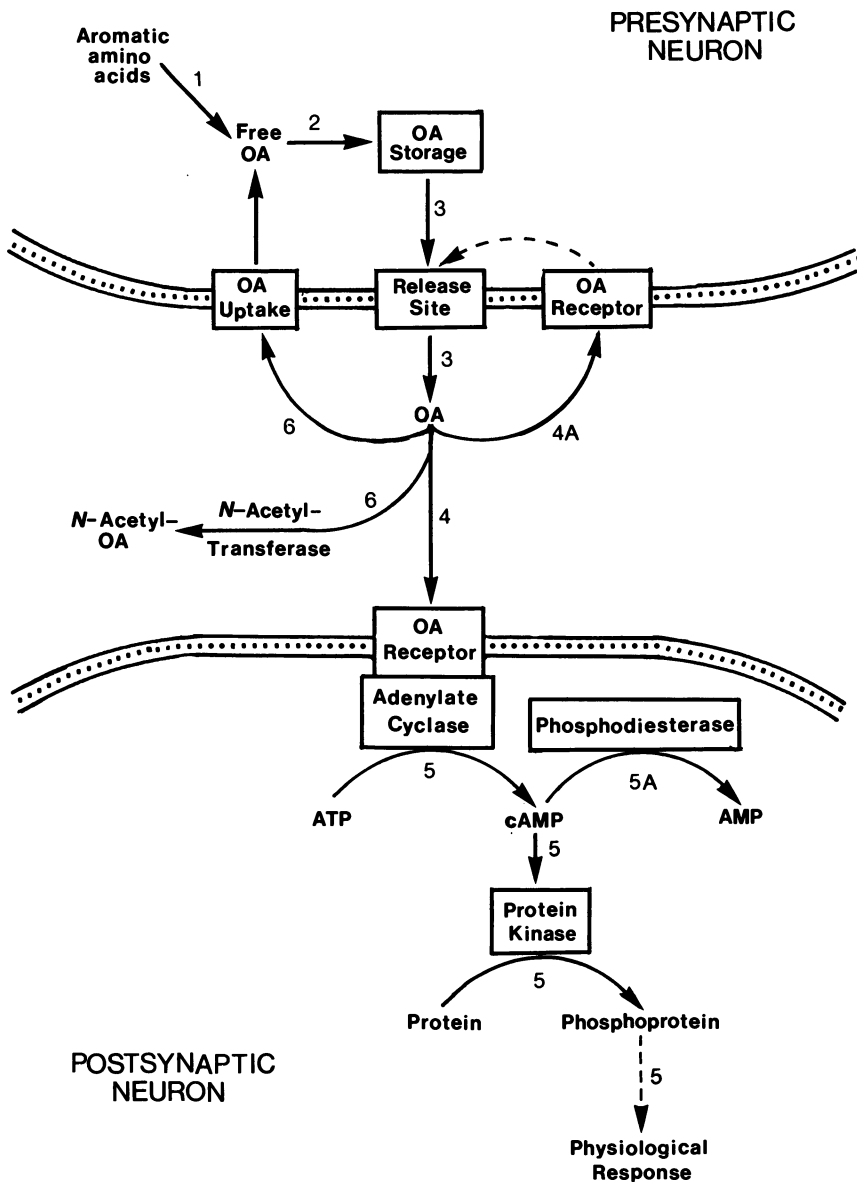 PRESYNAPTIC
NEURON
Aromatic
amino
acids
1
Free
OA
2
OA
Storage
3
OA
Uptake
Release
Site
OA
Receptor
3
OA
6
4A
6
4
N-Acetyl-
OA
N-Acetyl-
Transferase
OA
Receptor
Adenylate
Cyclase
Phosphodiesterase
5
5A
ATP
cAMP
AMP
5
Protein
Kinase
5
Protein
Phosphoprotein
POSTSYNAPTIC
NEURON
5
Physiological
Response